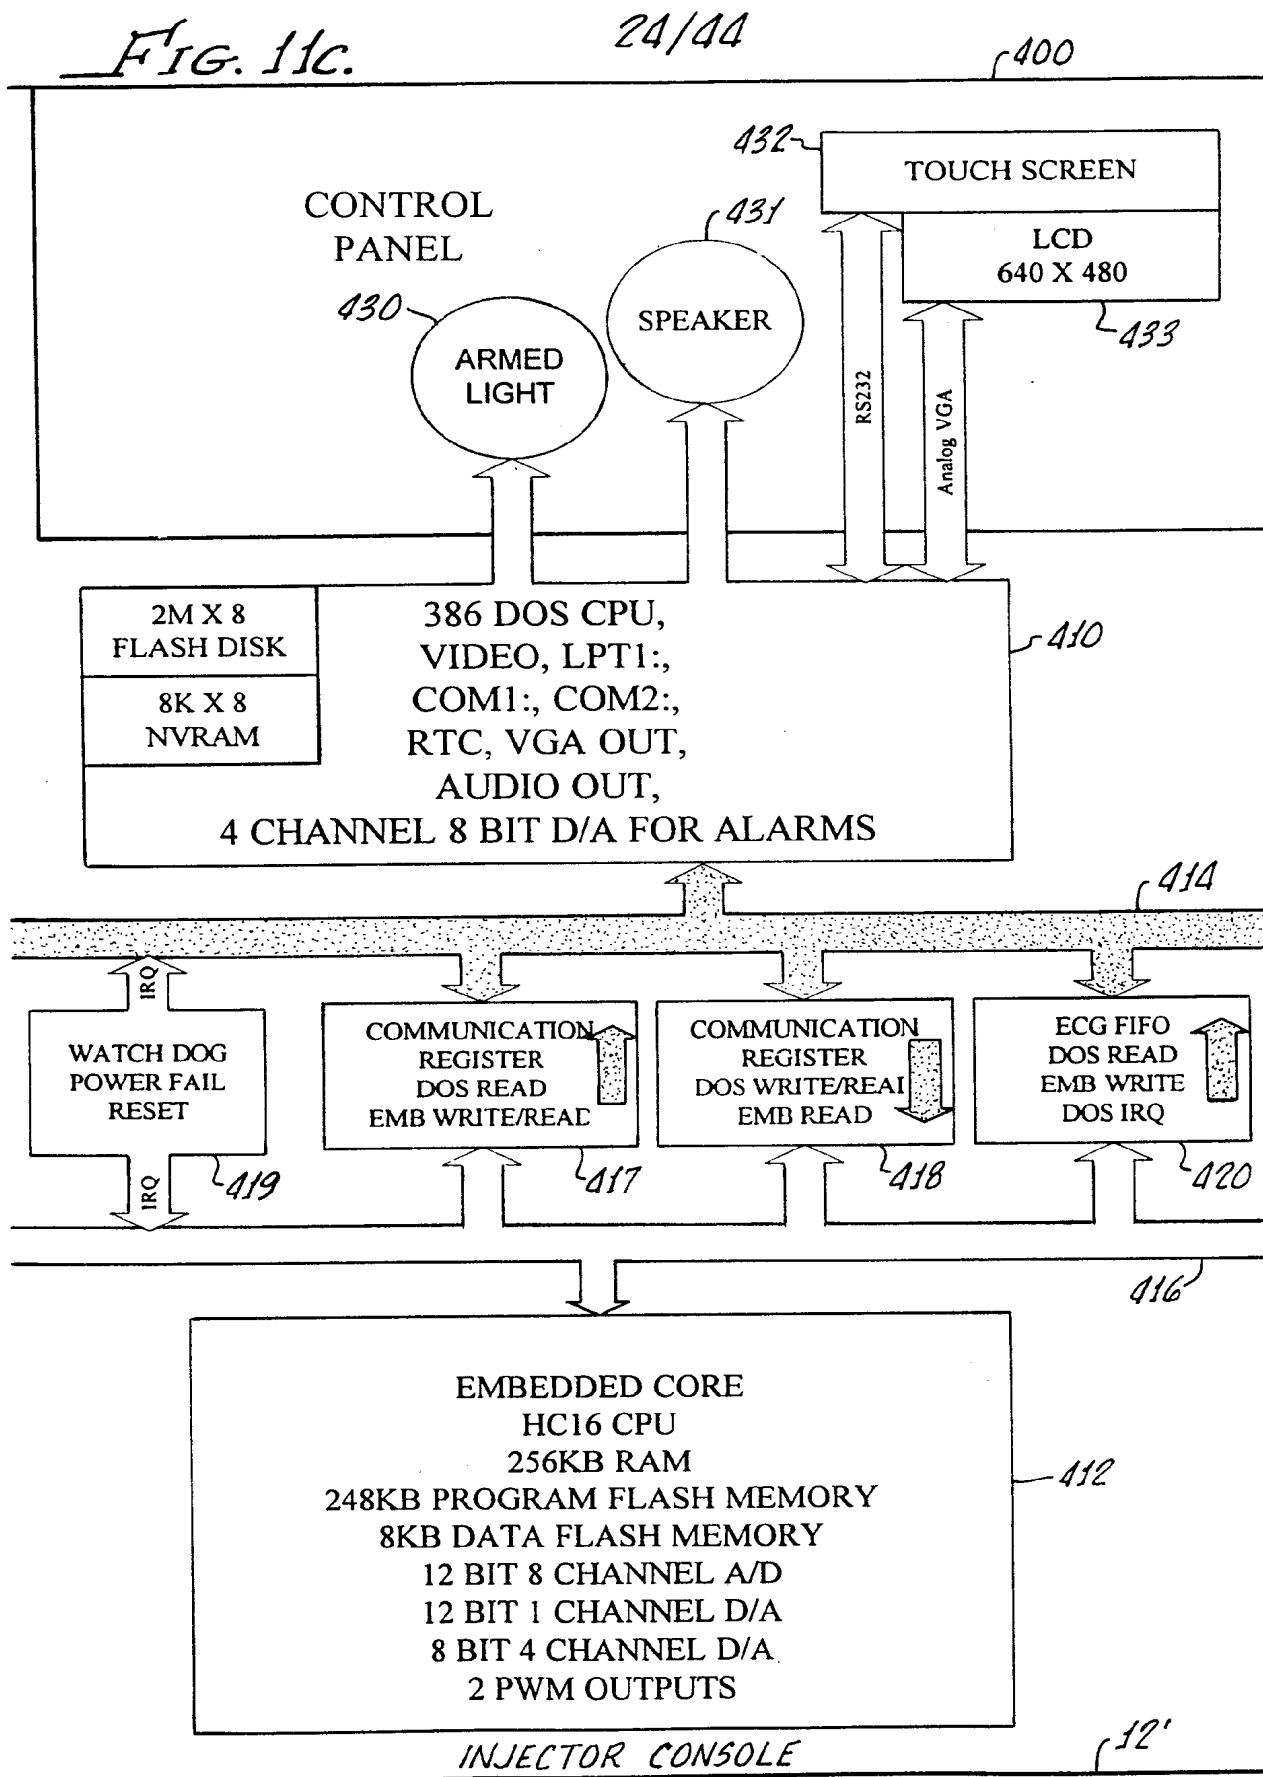 FIG. 11c.
24/44
400
432
TOUCH SCREEN
CONTROL
PANEL
431
LCD
640 X 480
430
SPEAKER
433
ARMED
LIGHT
RS232
Analog VGA
2M X 8
FLASH DISK
8K X 8
NVRAM
386 DOS CPU,
VIDEO, LPT1:,
COM1:, COM2:,
RTC, VGA OUT,
AUDIO OUT,
4 CHANNEL 8 BIT D/A FOR ALARMS
410
414
IRQ
WATCH DOG
POWER FAIL
RESET
IRQ
419
COMMUNICATION
REGISTER
DOS READ
EMB WRITE/READ
417
COMMUNICATION
REGISTER
DOS WRITE/REAI
EMB READ
418
ECG FIFO
DOS READ
EMB WRITE
DOS IRQ
420
416
EMBEDDED CORE
HC16 CPU
256KB RAM
248KB PROGRAM FLASH MEMORY
8KB DATA FLASH MEMORY
12 BIT 8 CHANNEL A/D
12 BIT 1 CHANNEL D/A
8 BIT 4 CHANNEL D/A
2 PWM OUTPUTS
412
INJECTOR CONSOLE
12'